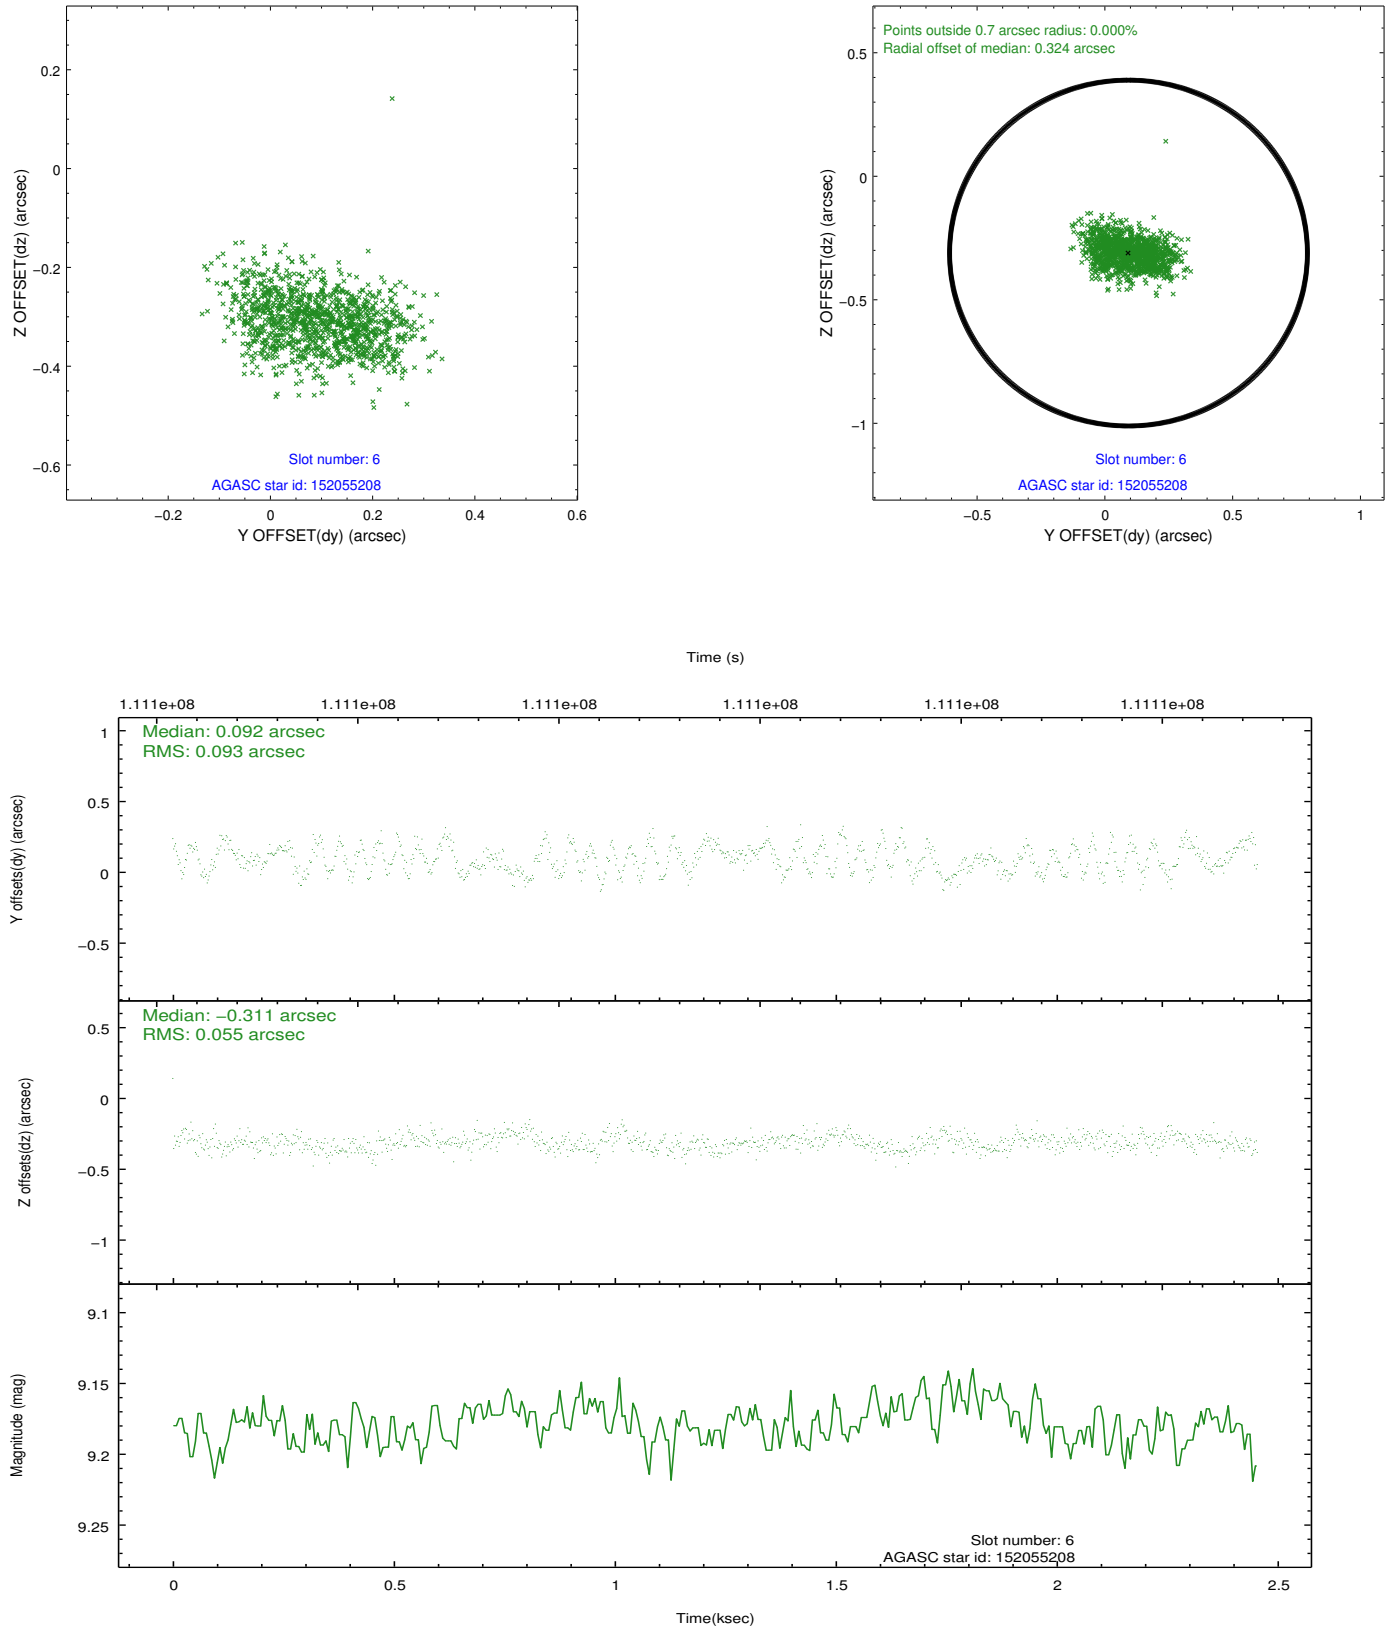 0.2
0
−0.2
−0.4
−0.6
Z OFFSET(dz) (arcsec)
Slot number: 6
AGASC star id: 152055208
−0.2 0 0.2 0.4 0.6
Y OFFSET(dy) (arcsec)
Points outside 0.7 arcsec radius: 0.000%
Radial offset of median: 0.324 arcsec
0.5
0
−0.5
−1
Z OFFSET(dz) (arcsec)
Slot number: 6
AGASC star id: 152055208
−0.5 0 0.5 1
Y OFFSET(dy) (arcsec)
Time (s)
1.111e+08 1.111e+08 1.111e+08 1.111e+08 1.111e+08 1.1111e+08
Median: 0.092 arcsec
RMS: 0.093 arcsec
1
0.5
0
−0.5
Y offsets(dy) (arcsec)
Median: −0.311 arcsec
RMS: 0.055 arcsec
0.5
0
−0.5
−1
Z offsets(dz) (arcsec)
9.1
9.15
9.2
9.25
Magnitude (mag)
Slot number: 6
AGASC star id: 152055208
0 0.5 1 1.5 2 2.5
Time(ksec)